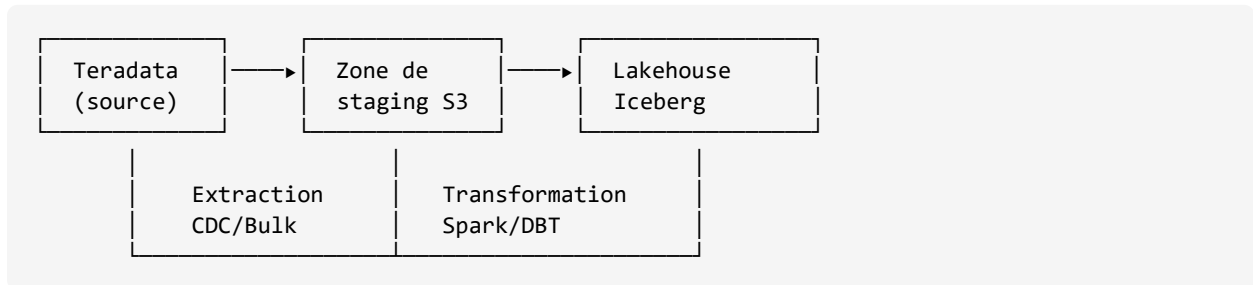 Teradata Zone de Lakehouse
(source) staging S3 Iceberg
Extraction Transformation
CDC/Bulk Spark/DBT